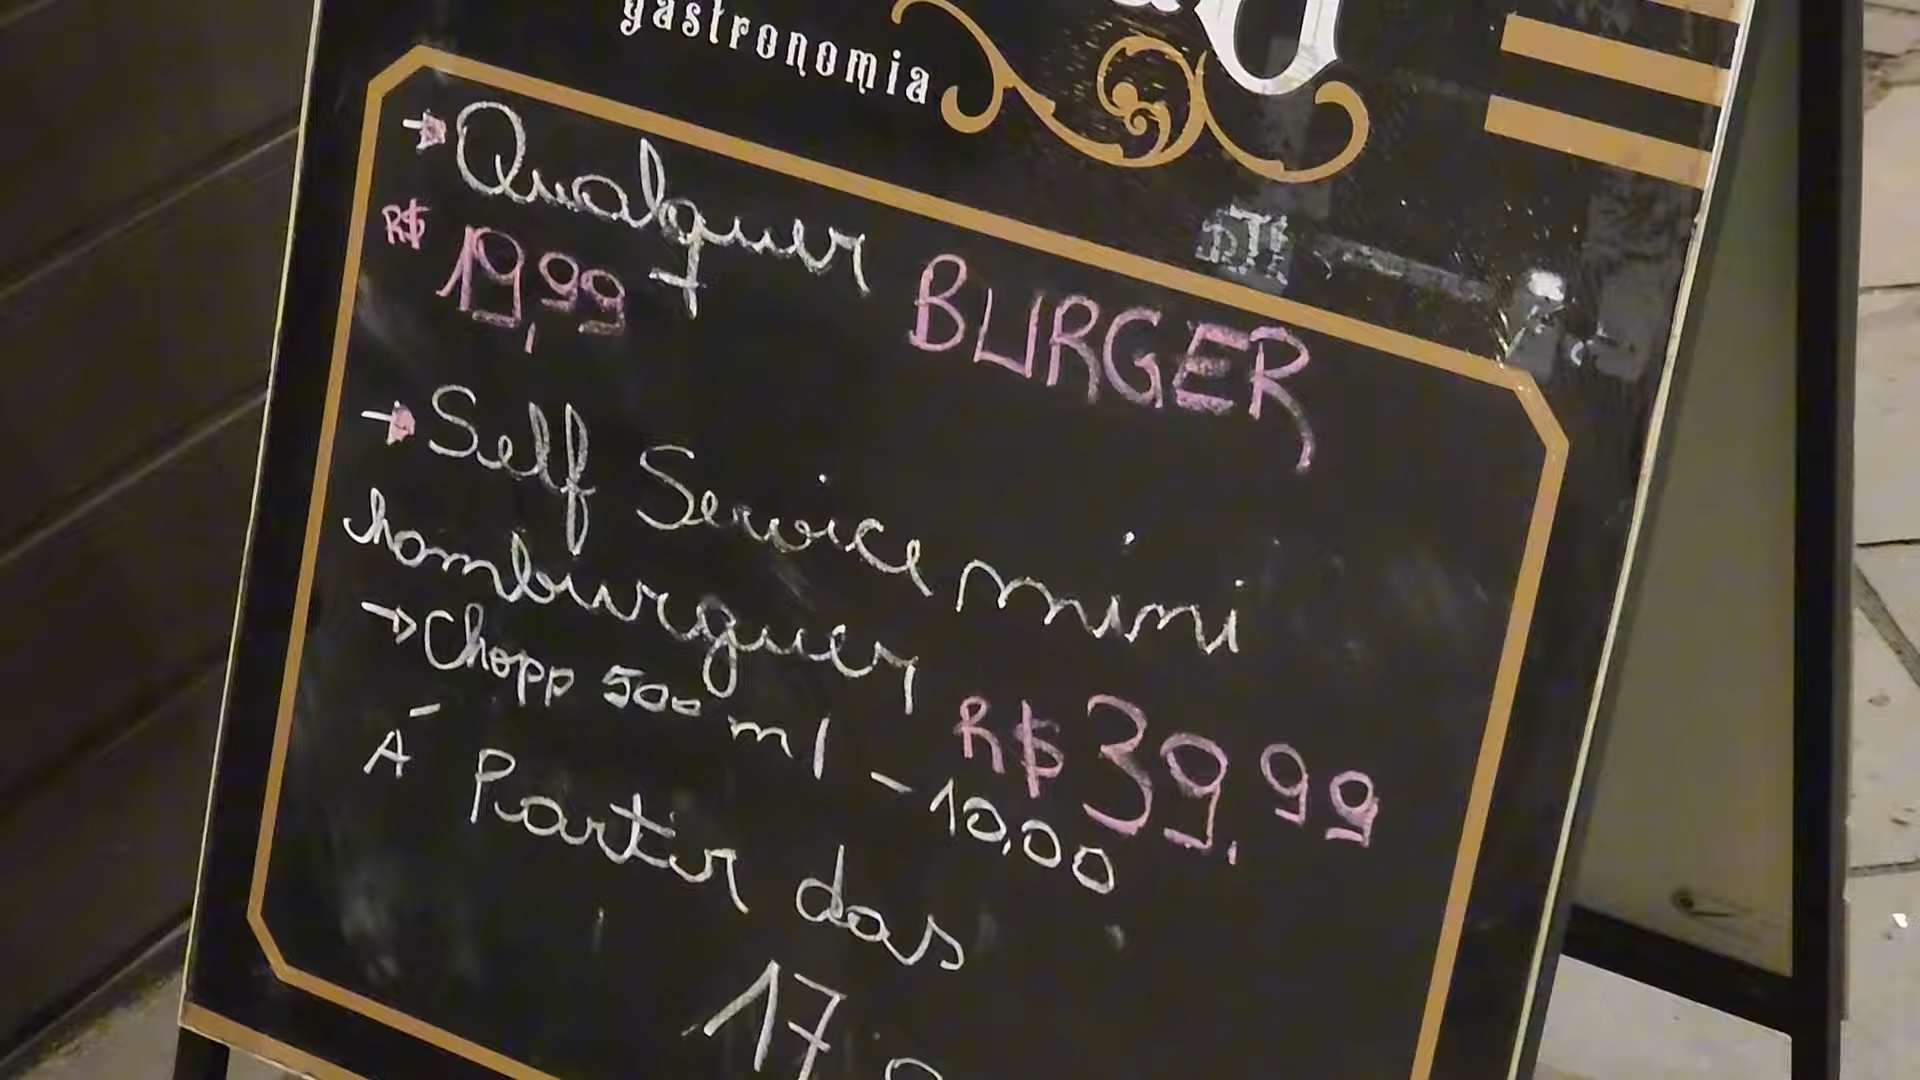 gastronomia
→ Qualquer BURGER
R$ 19,99
→ Self Service mini
hamburguer R$ 39,99
→ Chopp 500 ml - 10,00
Á Partir das
17